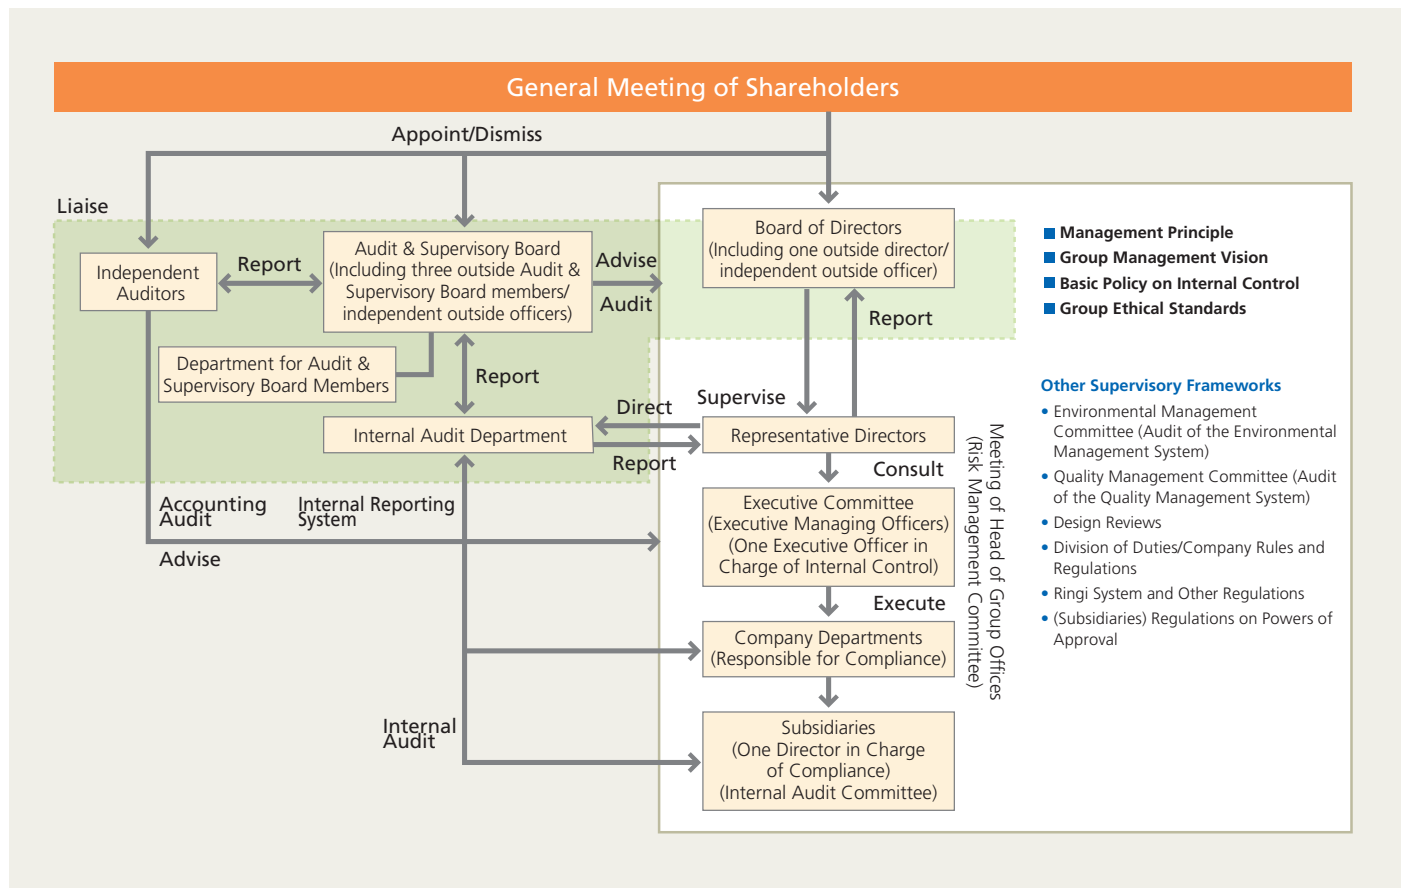 General Meeting of Shareholders
Appoint/Dismiss
Liaise
Independent
Auditors
Report
Audit & Supervisory Board
(Including three outside Audit &
Supervisory Board members/
independent outside officers)
Advise
Audit
Board of Directors
(Including one outside director/
independent outside officer)
Report
Department for Audit &
Supervisory Board Members
Report
Supervise
Direct
Internal Audit Department
Report
Representative Directors
Consult
Accounting
Audit
Internal Reporting
System
Advise
Executive Committee
(Executive Managing Officers)
(One Executive Officer in
Charge of Internal Control)
Execute
Company Departments
(Responsible for Compliance)
Internal
Audit
Subsidiaries
(One Director in Charge
of Compliance)
(Internal Audit Committee)
Meeting of Head of Group Offices
(Risk Management Committee)
■ Management Principle
■ Group Management Vision
■ Basic Policy on Internal Control
■ Group Ethical Standards
Other Supervisory Frameworks
• Environmental Management
Committee (Audit of the Environmental
Management System)
• Quality Management Committee (Audit
of the Quality Management System)
• Design Reviews
• Division of Duties/Company Rules and
Regulations
• Ringi System and Other Regulations
• (Subsidiaries) Regulations on Powers of
Approval